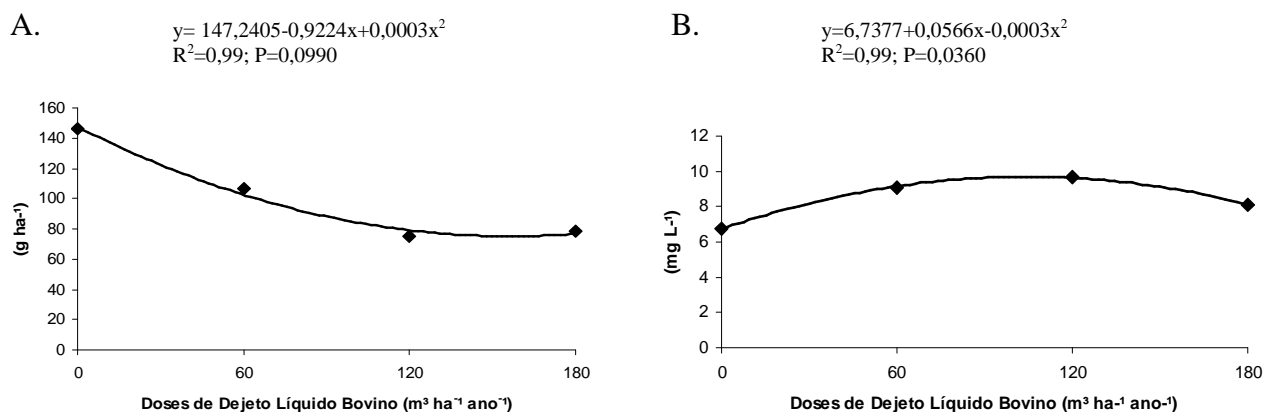 A.
y= 147,2405-0,9224x+0,0003x²
R²=0,99; P=0,0990
160
140
120
100
80
60
40
20
0
(g ha-¹)
0 60 120 180
Doses de Dejeto Líquido Bovino (m³ ha⁻¹ ano⁻¹)
B.
y=6,7377+0,0566x-0,0003x²
R²=0,99; P=0,0360
12
10
8
6
4
2
0
(mg L-¹)
0 60 120 180
Doses de Dejeto Líquido Bovino (m³ ha-¹ ano-¹)